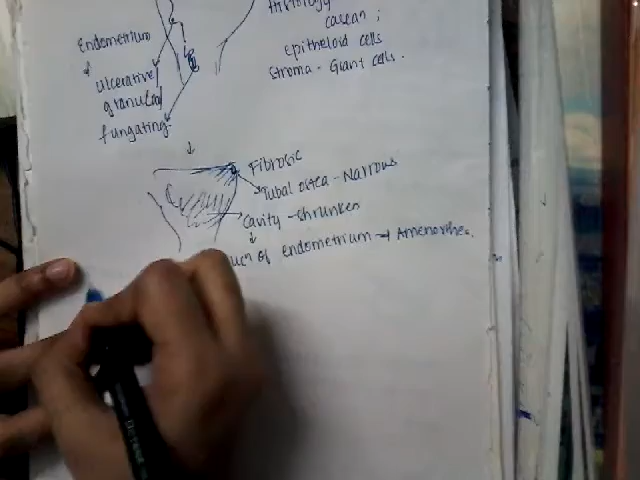 Histology
casean ;
epitheloid cells
Stroma - Giant cells.
Endometrium
&
ulcerative
granular
fungating
↓
Fibrotic
Tubal ostea - Narrows
Cavity - shrunken
↓
of endometrium → Amenorrhea.